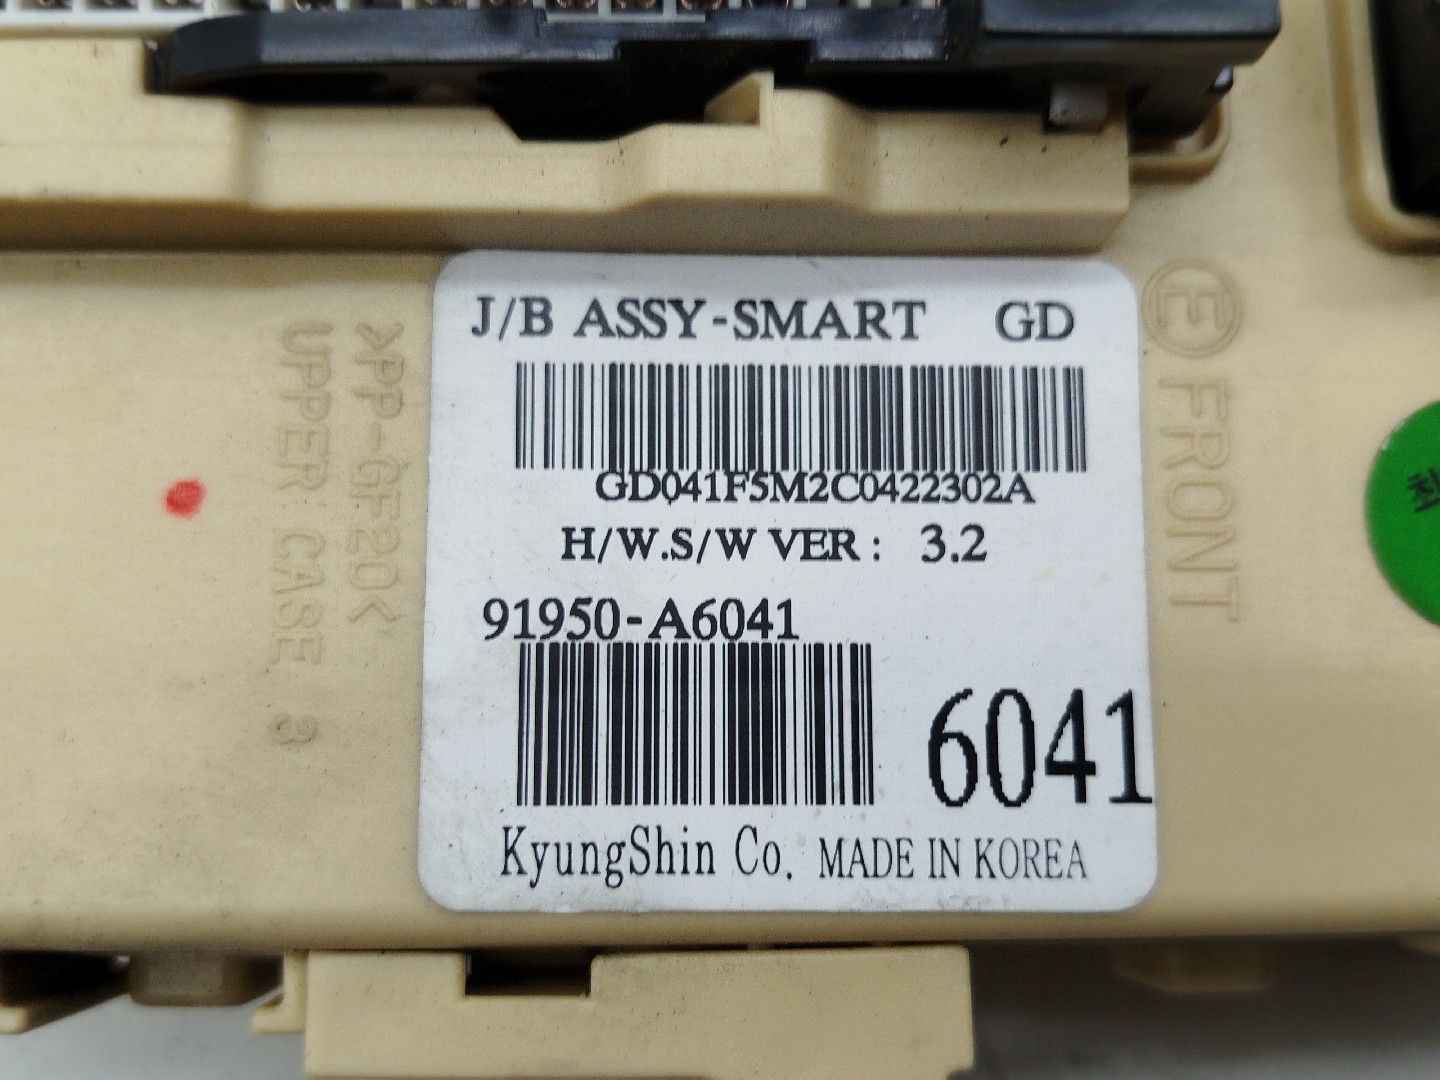 J/B ASSY-SMART GD
GD041F5M2C0422302A
H/W.S/W VER : 3.2
91950-A6041
6041
KyungShin Co. MADE IN KOREA
>PP-GF20<
UPPER CASE 3
E FRONT